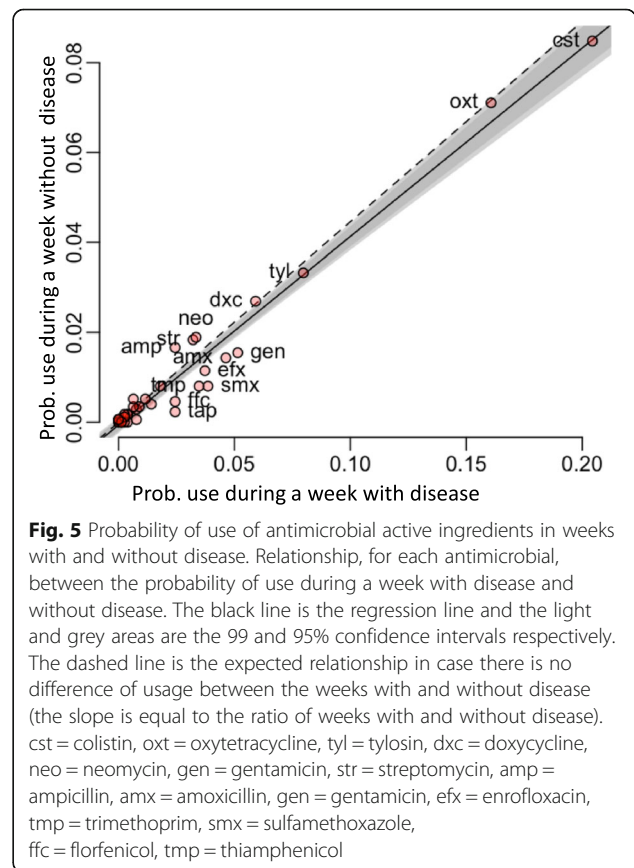 Prob. use during a week without disease
0.08
0.06
0.04
0.02
0.00
cst
oxt
tyl
dxc
neo
str
amp
amx
gen
efx
tmp
smx
ffc
tap
0.00 0.05 0.10 0.15 0.20
Prob. use during a week with disease
Fig. 5 Probability of use of antimicrobial active ingredients in weeks
with and without disease. Relationship, for each antimicrobial,
between the probability of use during a week with disease and
without disease. The black line is the regression line and the light
and grey areas are the 99 and 95% confidence intervals respectively.
The dashed line is the expected relationship in case there is no
difference of usage between the weeks with and without disease
(the slope is equal to the ratio of weeks with and without disease).
cst = colistin, oxt = oxytetracycline, tyl = tylosin, dxc = doxycycline,
neo = neomycin, gen = gentamicin, str = streptomycin, amp =
ampicillin, amx = amoxicillin, gen = gentamicin, efx = enrofloxacin,
tmp = trimethoprim, smx = sulfamethoxazole,
ffc = florfenicol, tmp = thiamphenicol